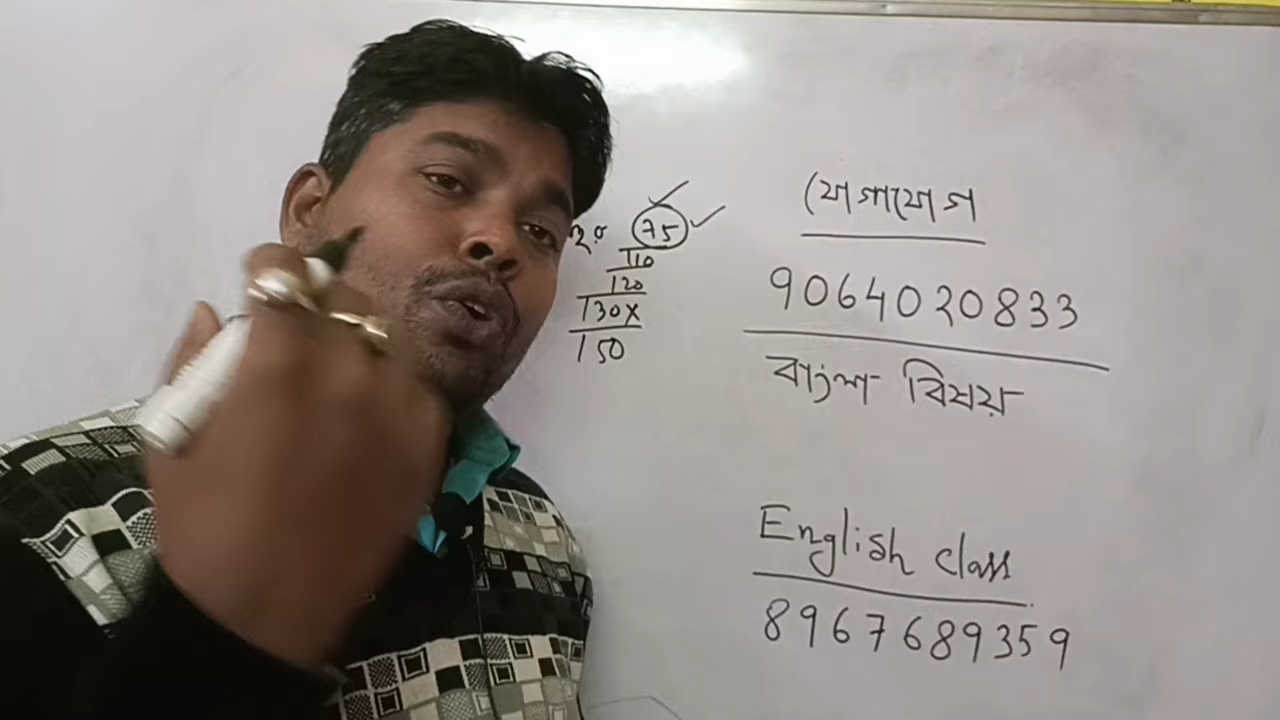 75
110
120
130x
150
যোগাযোগ
9064020833
বাংলা বিষয়
English class
8967689359